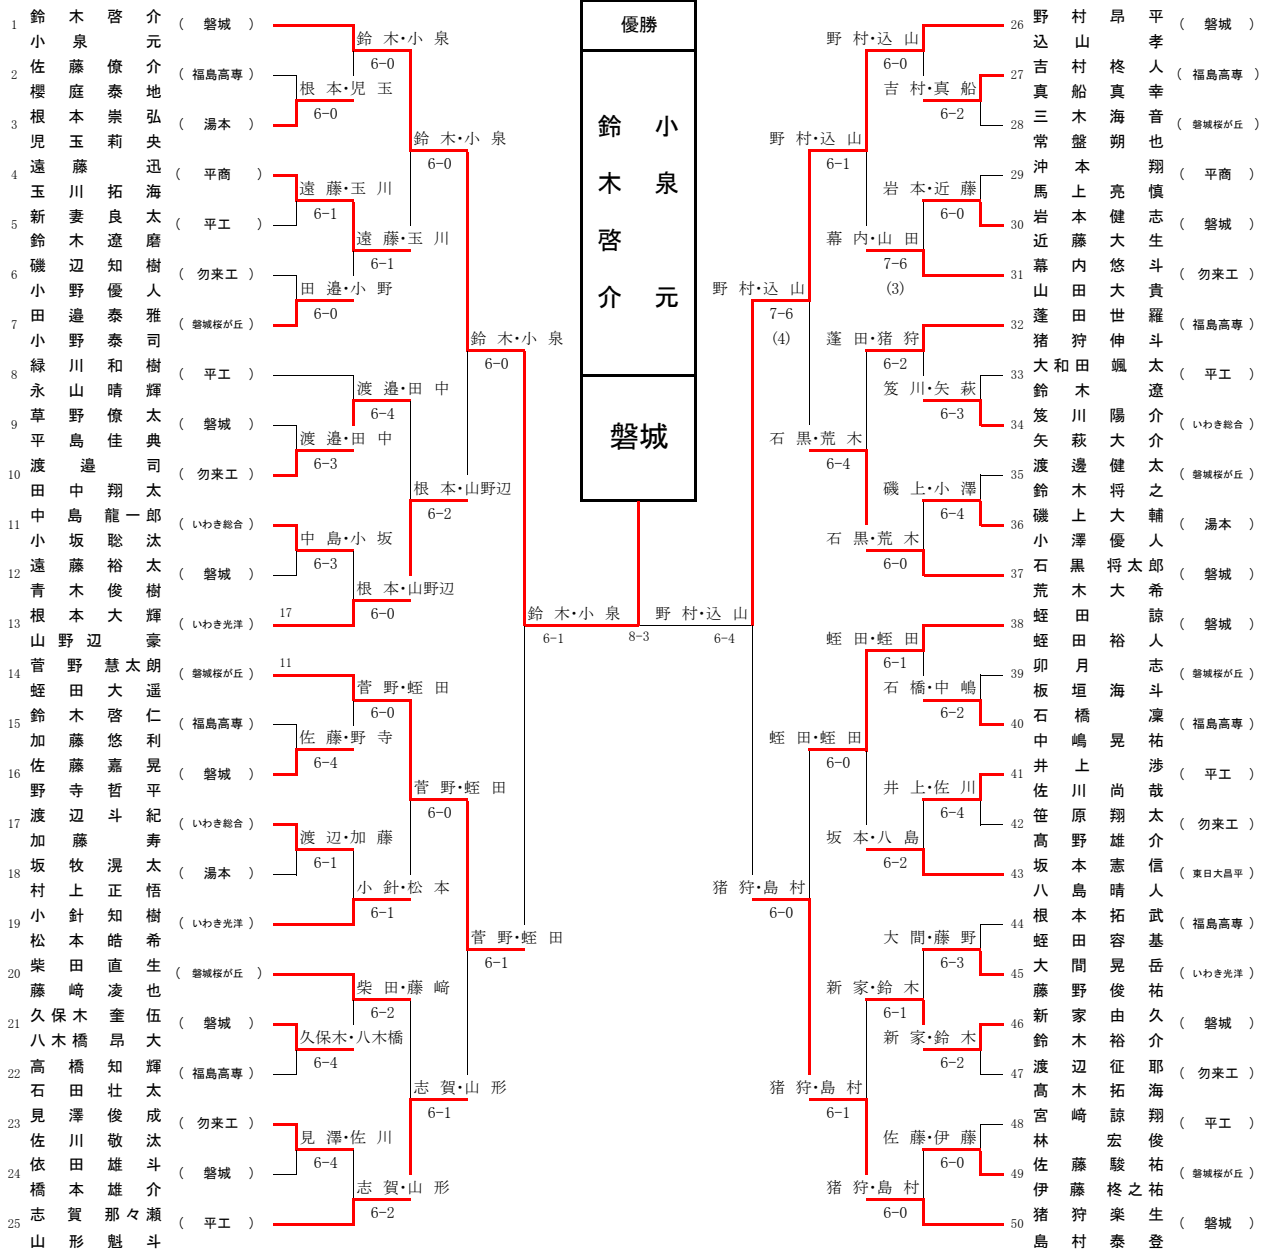 優勝
鈴木啓介
小泉元
磐城
1 鈴木啓介 小泉元 （磐城）
2 佐藤僚介 櫻庭泰地 （福島高専）
3 根本崇弘 児玉莉央 （湯本）
4 遠藤迅 玉川拓海 （平商）
5 新妻良太 鈴木遼磨 （平工）
6 磯辺知樹 小野優人 （勿来工）
7 田邉泰雅 小野泰司 （磐城桜が丘）
8 緑川和樹 永山晴輝 （平工）
9 草野僚太 平島佳典 （磐城）
10 渡邉司 田中翔太 （勿来工）
11 中島龍一郎 小坂聡汰 （いわき総合）
12 遠藤裕太 青木俊樹 （磐城）
13 根本大輝 山野辺豪 （いわき光洋） 17
14 菅野慧太朗 蛭田大遥 （磐城桜が丘） 11
15 鈴木啓仁 加藤悠利 （福島高専）
16 佐藤嘉晃 野寺哲平 （磐城）
17 渡辺斗紀 加藤寿 （いわき総合）
18 坂牧滉太 村上正悟 （湯本）
19 小針知樹 松本皓希 （いわき光洋）
20 柴田直生 藤﨑凌也 （磐城桜が丘）
21 久保木奎伍 八木橋昂大 （磐城）
22 高橋知輝 石田壮太 （福島高専）
23 見澤俊成 佐川敬汰 （勿来工）
24 依田雄斗 橋本雄介 （磐城）
25 志賀那々瀬 山形魁斗 （平工）
鈴木・小泉 6-0
根本・児玉 6-0
鈴木・小泉 6-0
遠藤・玉川 6-1
遠藤・玉川 6-1
田邉・小野 6-0
鈴木・小泉 6-0
渡邉・田中 6-4
渡邉・田中 6-3
根本・山野辺 6-2
中島・小坂 6-3
根本・山野辺 6-0
鈴木・小泉 6-1
8-3
菅野・蛭田 6-0
佐藤・野寺 6-4
菅野・蛭田 6-0
渡辺・加藤 6-1
小針・松本 6-1
菅野・蛭田 6-1
柴田・藤﨑 6-2
久保木・八木橋 6-4
志賀・山形 6-1
見澤・佐川 6-4
志賀・山形 6-2
野村・込山 6-0
吉村・真船 6-2
野村・込山 6-1
岩本・近藤 6-0
幕内・山田 7-6 (3)
野村・込山 7-6 (4)
蓬田・猪狩 6-2
笈川・矢萩 6-3
石黒・荒木 6-4
磯上・小澤 6-4
石黒・荒木 6-0
野村・込山 6-4
蛭田・蛭田 6-1
石橋・中嶋 6-2
蛭田・蛭田 6-0
井上・佐川 6-4
坂本・八島 6-2
猪狩・島村 6-0
大間・藤野 6-3
新家・鈴木 6-1
新家・鈴木 6-2
猪狩・島村 6-1
佐藤・伊藤 6-0
猪狩・島村 6-0
26 野村昂平 込山孝 （磐城）
27 吉村柊人 真船真幸 （福島高専）
28 三木海音 常盤朔也 （磐城桜が丘）
29 沖本翔 馬上亮慎 （平商）
30 岩本健志 近藤大生 （磐城）
31 幕内悠斗 山田大貴 （勿来工）
32 蓬田世羅 猪狩伸斗 （福島高専）
33 大和田颯太 鈴木遼 （平工）
34 笈川陽介 矢萩大介 （いわき総合）
35 渡邊健太 鈴木将之 （磐城桜が丘）
36 磯上大輔 小澤優人 （湯本）
37 石黒将太郎 荒木大希 （磐城）
38 蛭田諒 蛭田裕人 （磐城）
39 卯月志 板垣海斗 （磐城桜が丘）
40 石橋凜 中嶋晃祐 （福島高専）
41 井上渉 佐川尚哉 （平工）
42 笹原翔太 髙野雄介 （勿来工）
43 坂本憲信 八島晴人 （東日大昌平）
44 根本拓武 蛭田容基 （福島高専）
45 大間晃岳 藤野俊祐 （いわき光洋）
46 新家由久 鈴木裕介 （磐城）
47 渡辺征耶 髙木拓海 （勿来工）
48 宮﨑諒翔 林宏俊 （平工）
49 佐藤駿祐 伊藤柊之祐 （磐城桜が丘）
50 猪狩楽生 島村泰登 （磐城）